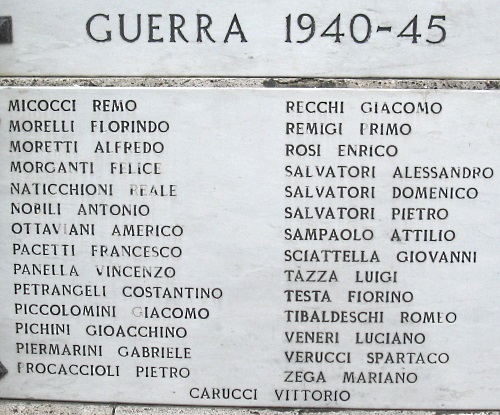 GUERRA 1940-45
MICOCCI REMO
MORELLI FIORINDO
MORETTI ALFREDO
MORGANTI FELICE
NATICCHIONI REALE
NOBILI ANTONIO
OTTAVIANI AMERICO
PACETTI FRANCESCO
PANELLA VINCENZO
PETRANGELI COSTANTINO
PICCOLOMINI GIACOMO
PICHINI GIOACCHINO
PIERMARINI GABRIELE
PROCACCIOLI PIETRO
RECCHI GIACOMO
REMIGI PRIMO
ROSI ENRICO
SALVATORI ALESSANDRO
SALVATORI DOMENICO
SALVATORI PIETRO
SAMPAOLO ATTILIO
SCIATTELLA GIOVANNI
TAZZA LUIGI
TESTA FIORINO
TIBALDESCHI ROMEO
VENERI LUCIANO
VERUCCI SPARTACO
ZEGA MARIANO
CARUCCI VITTORIO